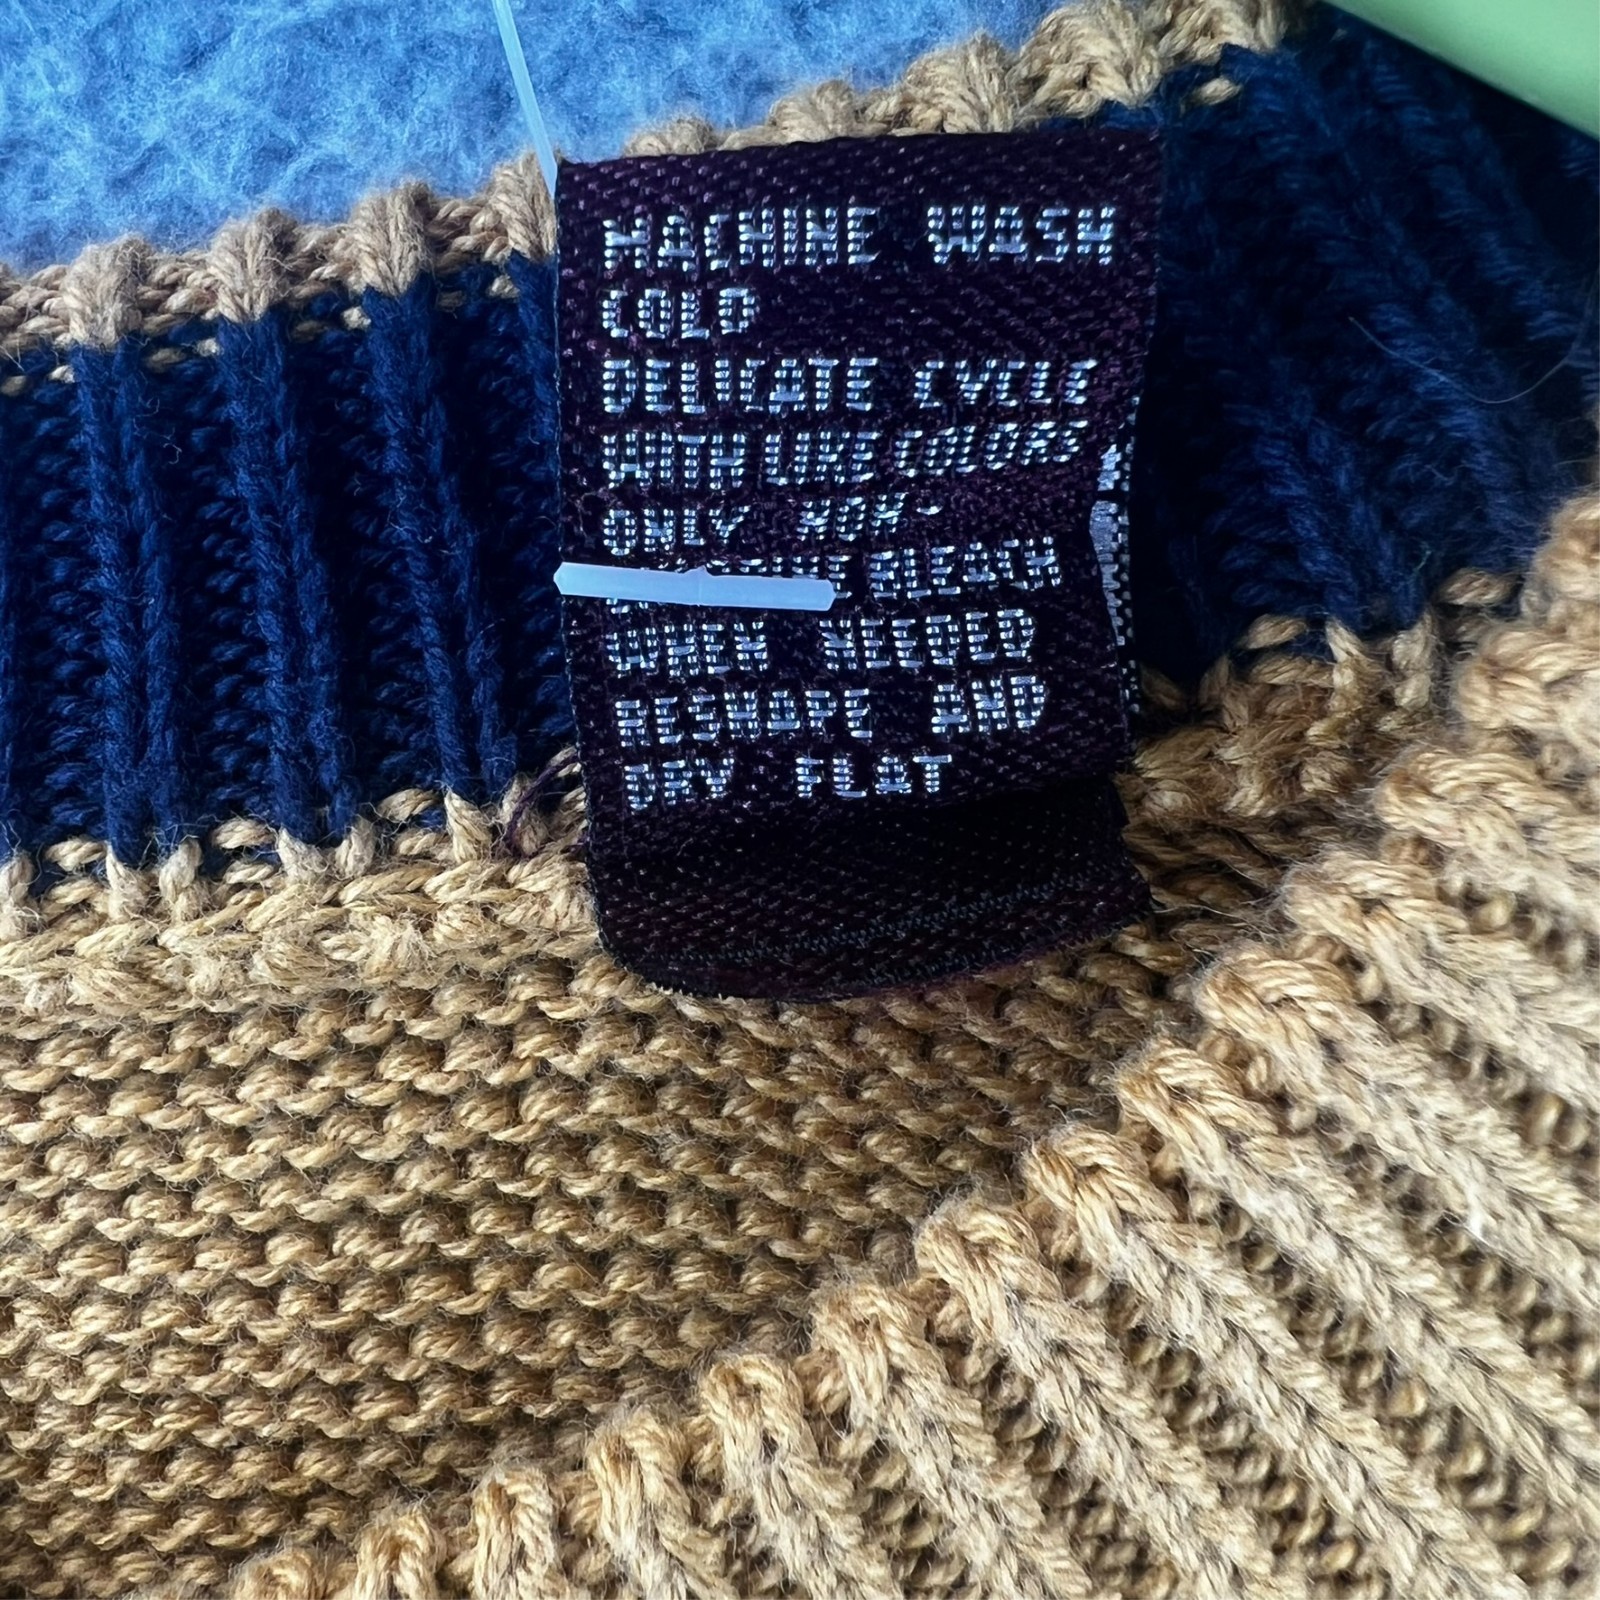 MACHINE WASH
COLD
DELICATE CYCLE
WITH LIKE COLORS
ONLY NON-
BLEACH
WHEN NEEDED
RESHAPE AND
DRY FLAT